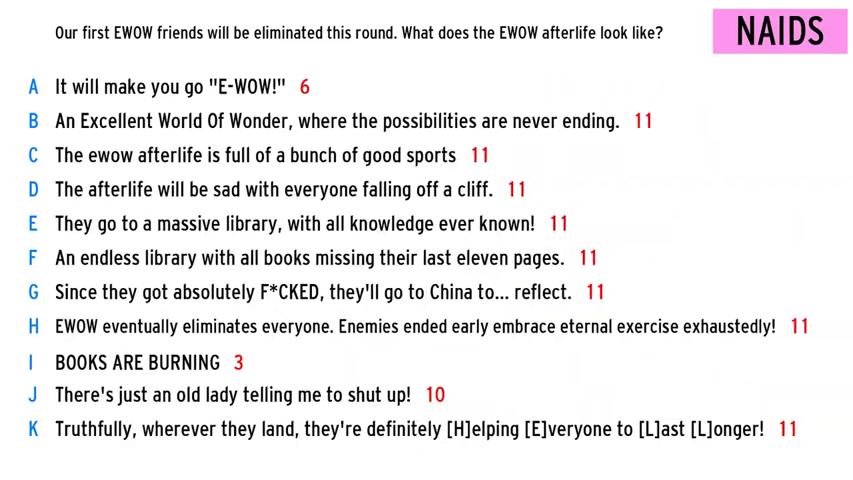 Our first EWOW friends will be eliminated this round. What does the EWOW afterlife look like?
NAIDS
A It will make you go "E-WOW!" 6
B An Excellent World Of Wonder, where the possibilities are never ending. 11
C The ewow afterlife is full of a bunch of good sports 11
D The afterlife will be sad with everyone falling off a cliff. 11
E They go to a massive library, with all knowledge ever known! 11
F An endless library with all books missing their last eleven pages. 11
G Since they got absolutely F*CKED, they'll go to China to... reflect. 11
H EWOW eventually eliminates everyone. Enemies ended early embrace eternal exercise exhaustedly! 11
I BOOKS ARE BURNING 3
J There's just an old lady telling me to shut up! 10
K Truthfully, wherever they land, they're definitely [H]elping [E]veryone to [L]ast [L]onger! 11